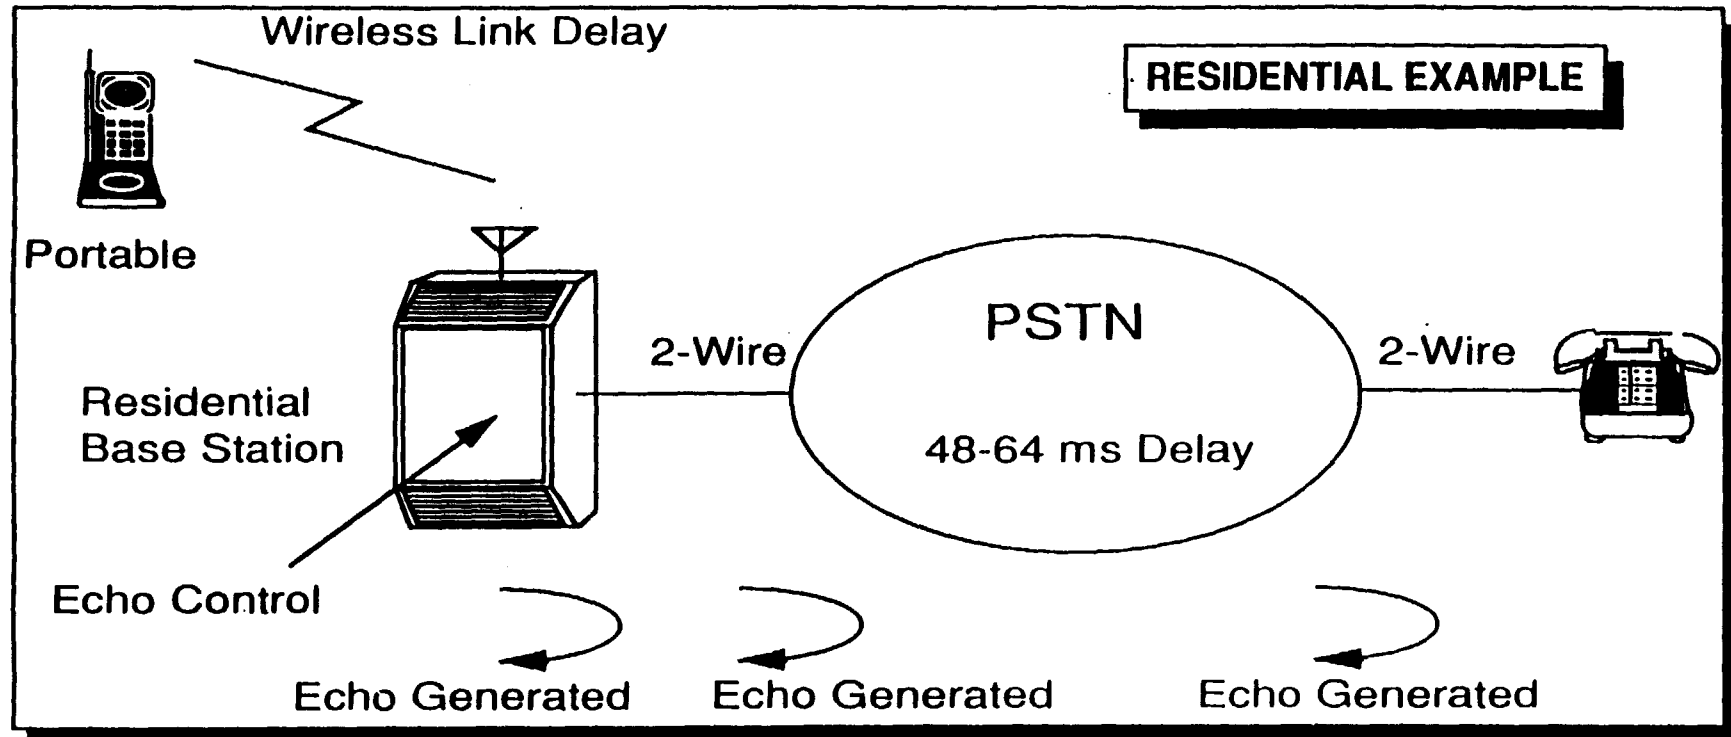 Wireless Link Delay
RESIDENTIAL EXAMPLE
Portable
PSTN
2-Wire
2-Wire
Residential
Base Station
48-64 ms Delay
Echo Control
Echo Generated
Echo Generated
Echo Generated